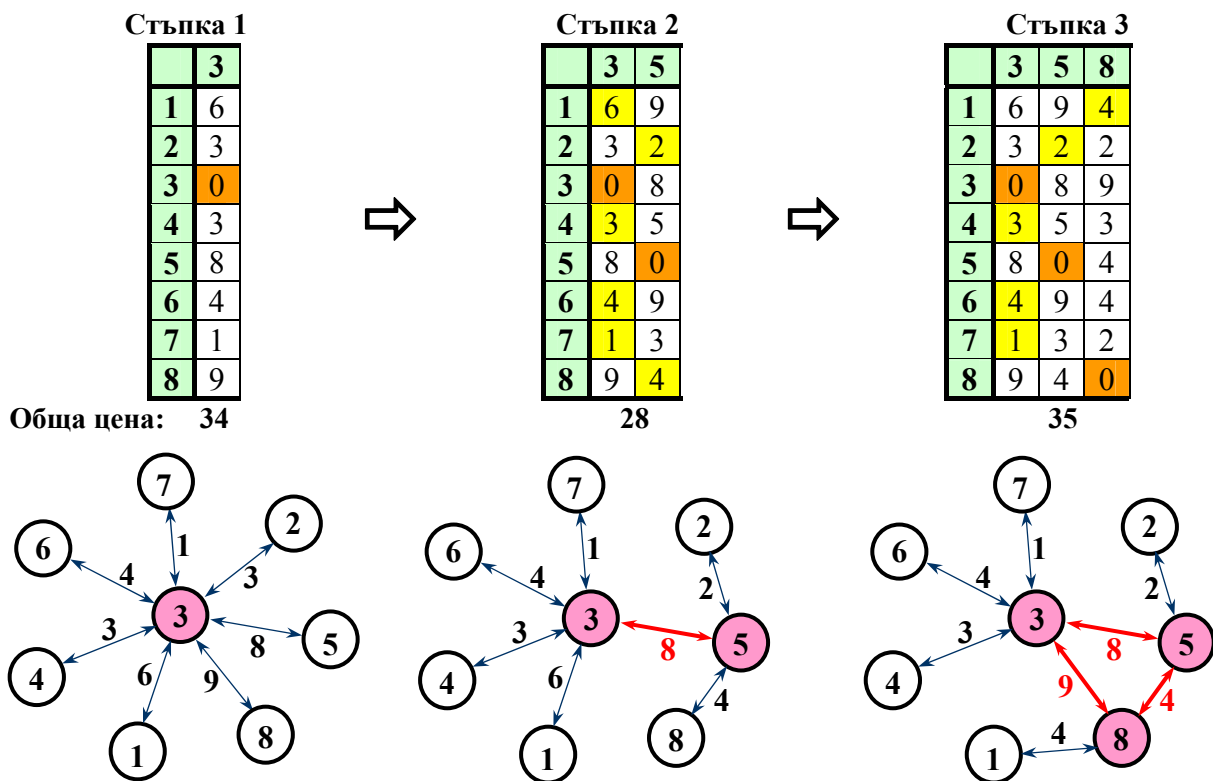 Стъпка 1 Стъпка 2 Стъпка 3
3 3 5 3 5 8
1 6 1 6 9 1 6 9 4
2 3 2 3 2 2 3 2 2
3 0 3 0 8 3 0 8 9
4 3 4 3 5 4 3 5 3
5 8 5 8 0 5 8 0 4
6 4 6 4 9 6 4 9 4
7 1 7 1 3 7 1 3 2
8 9 8 9 4 8 9 4 0
Обща цена: 34 28 35
7 2 6 1 4 3 3 3 8 5 4 6 9 1 8
7 2 6 1 4 2 3 3 8 5 4 6 4 8 1
7 2 6 1 4 2 3 3 8 5 4 9 4 4 1 8